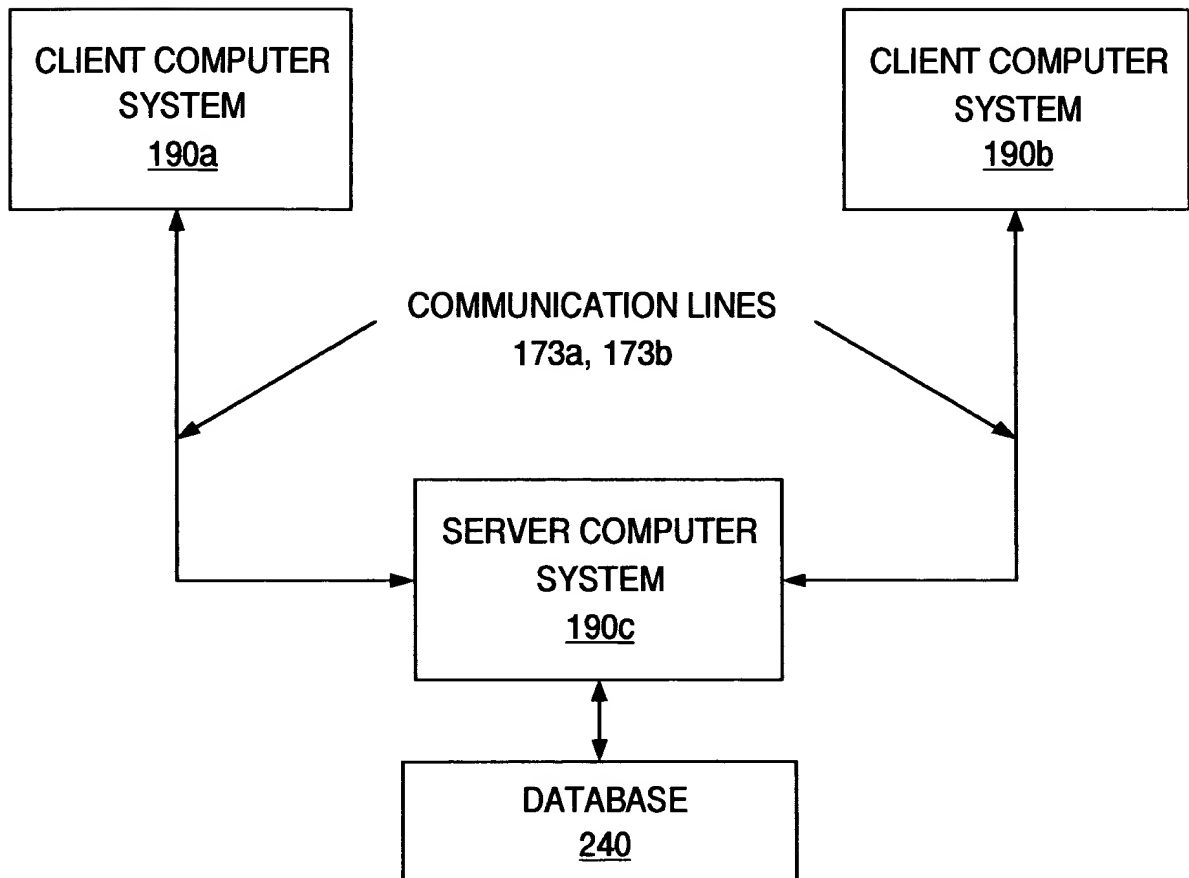 CLIENT COMPUTER
SYSTEM
190a
CLIENT COMPUTER
SYSTEM
190b
COMMUNICATION LINES
173a, 173b
SERVER COMPUTER
SYSTEM
190c
DATABASE
240